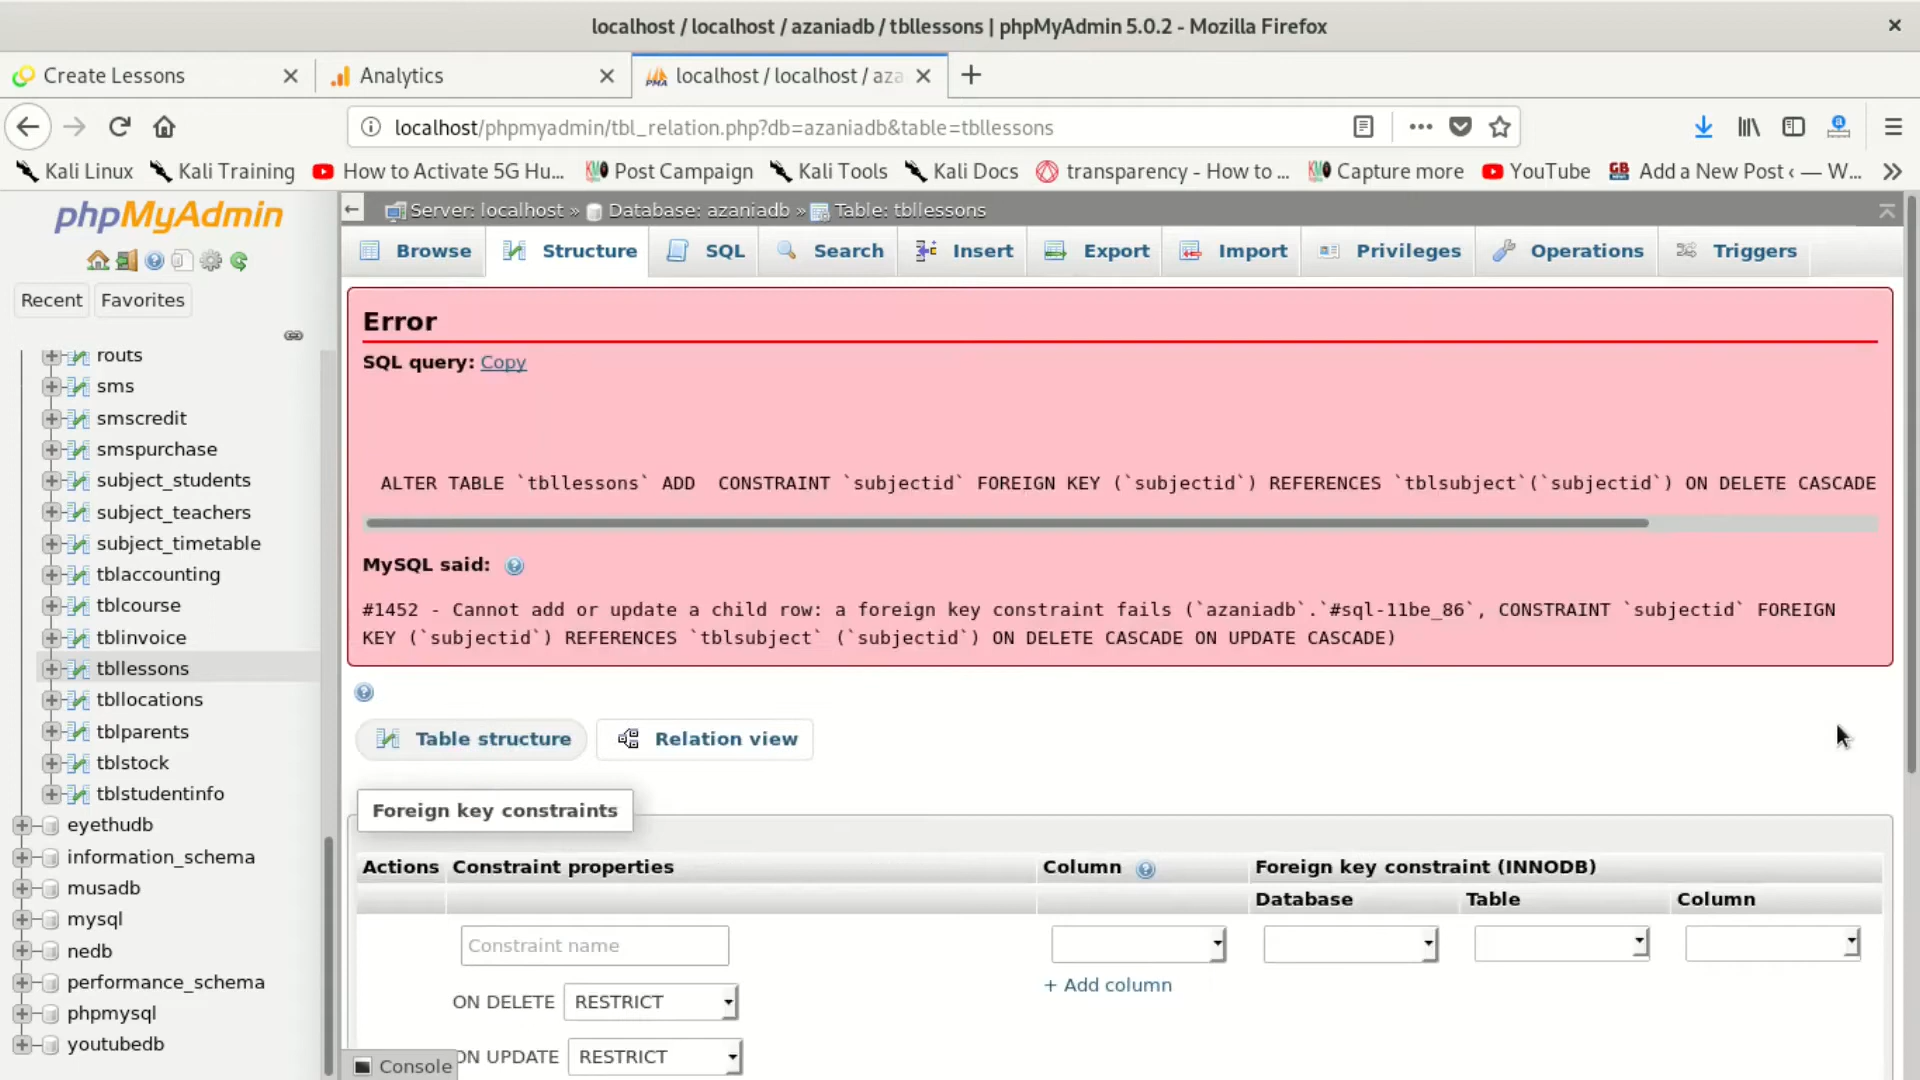 localhost / localhost / azaniadb / tbllessons | phpMyAdmin 5.0.2 - Mozilla Firefox
Create Lessons
Analytics
localhost / localhost / aza
localhost/phpmyadmin/tbl_relation.php?db=azaniadb&table=tbllessons
Kali Linux
Kali Training
How to Activate 5G Hu...
Post Campaign
Kali Tools
Kali Docs
transparency - How to ...
Capture more
YouTube
Add a New Post ‹ — W...
phpMyAdmin
Recent
Favorites
routs
sms
smscredit
smspurchase
subject_students
subject_teachers
subject_timetable
tblaccounting
tblcourse
tblinvoice
tbllessons
tbllocations
tblparents
tblstock
tblstudentinfo
eyethudb
information_schema
musadb
mysql
nedb
performance_schema
phpmysql
youtubedb
Server: localhost » Database: azaniadb » Table: tbllessons
Browse
Structure
SQL
Search
Insert
Export
Import
Privileges
Operations
Triggers
Error
SQL query: Copy
ALTER TABLE `tbllessons` ADD  CONSTRAINT `subjectid` FOREIGN KEY (`subjectid`) REFERENCES `tblsubject`(`subjectid`) ON DELETE CASCADE
MySQL said:
#1452 - Cannot add or update a child row: a foreign key constraint fails (`azaniadb`.`#sql-11be_86`, CONSTRAINT `subjectid` FOREIGN
KEY (`subjectid`) REFERENCES `tblsubject` (`subjectid`) ON DELETE CASCADE ON UPDATE CASCADE)
Table structure
Relation view
Foreign key constraints
Actions
Constraint properties
Column
Foreign key constraint (INNODB)
Database
Table
Column
Constraint name
+ Add column
ON DELETE RESTRICT
ON UPDATE RESTRICT
Console